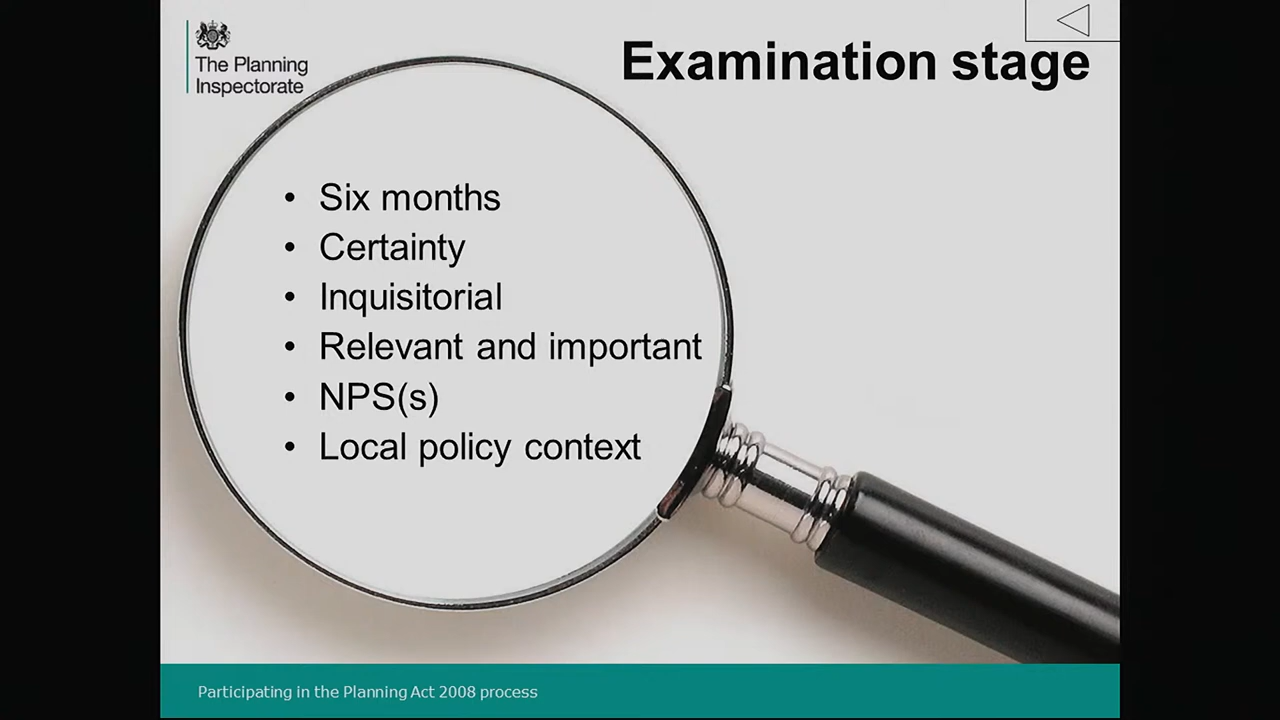 The Planning
Inspectorate
Examination stage
• Six months
• Certainty
• Inquisitorial
• Relevant and important
• NPS(s)
• Local policy context
Participating in the Planning Act 2008 process